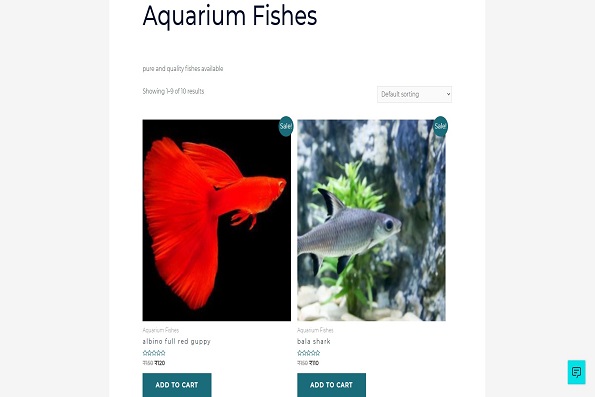 Aquarium Fishes
pure and quality fishes available
Showing 1–9 of 10 results
Default sorting
Sale!
Sale!
Aquarium Fishes
albino full red guppy
₹150 ₹120
ADD TO CART
Aquarium Fishes
bala shark
₹150 ₹110
ADD TO CART